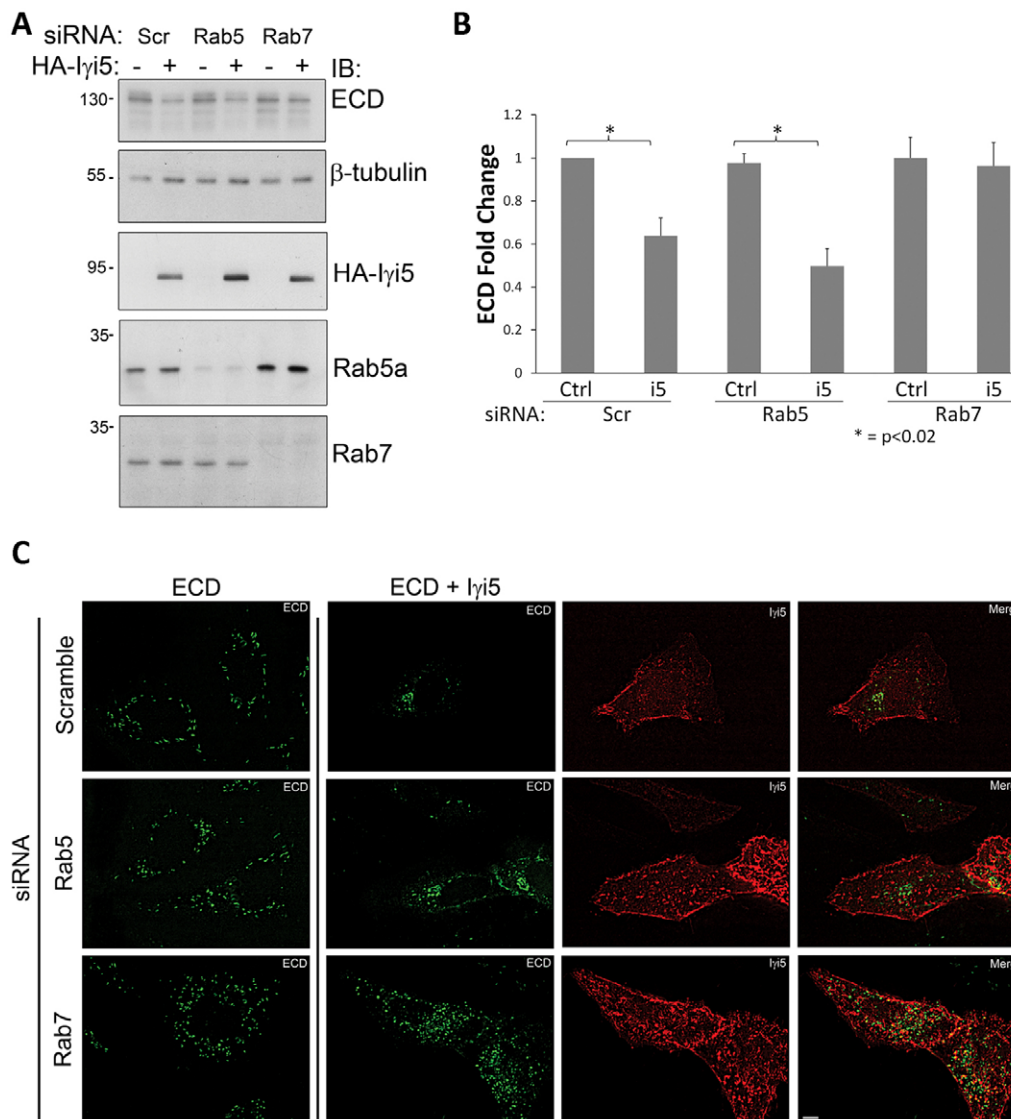 A
siRNA: Scr Rab5 Rab7
HA-Iγi5: - + - + - + IB:
130- ECD
55- β-tubulin
95- HA-Iγi5
35- Rab5a
35- Rab7
B
ECD Fold Change
1.2
1
0.8
0.6
0.4
0.2
0
* *
Ctrl i5 Ctrl i5 Ctrl i5
siRNA: Scr Rab5 Rab7
* = p<0.02
C
ECD ECD + Iγi5
siRNA
Scramble
ECD ECD Iγi5 Merg
Rab5
ECD ECD Iγi5 Merg
Rab7
ECD ECD Iγi5 Merg